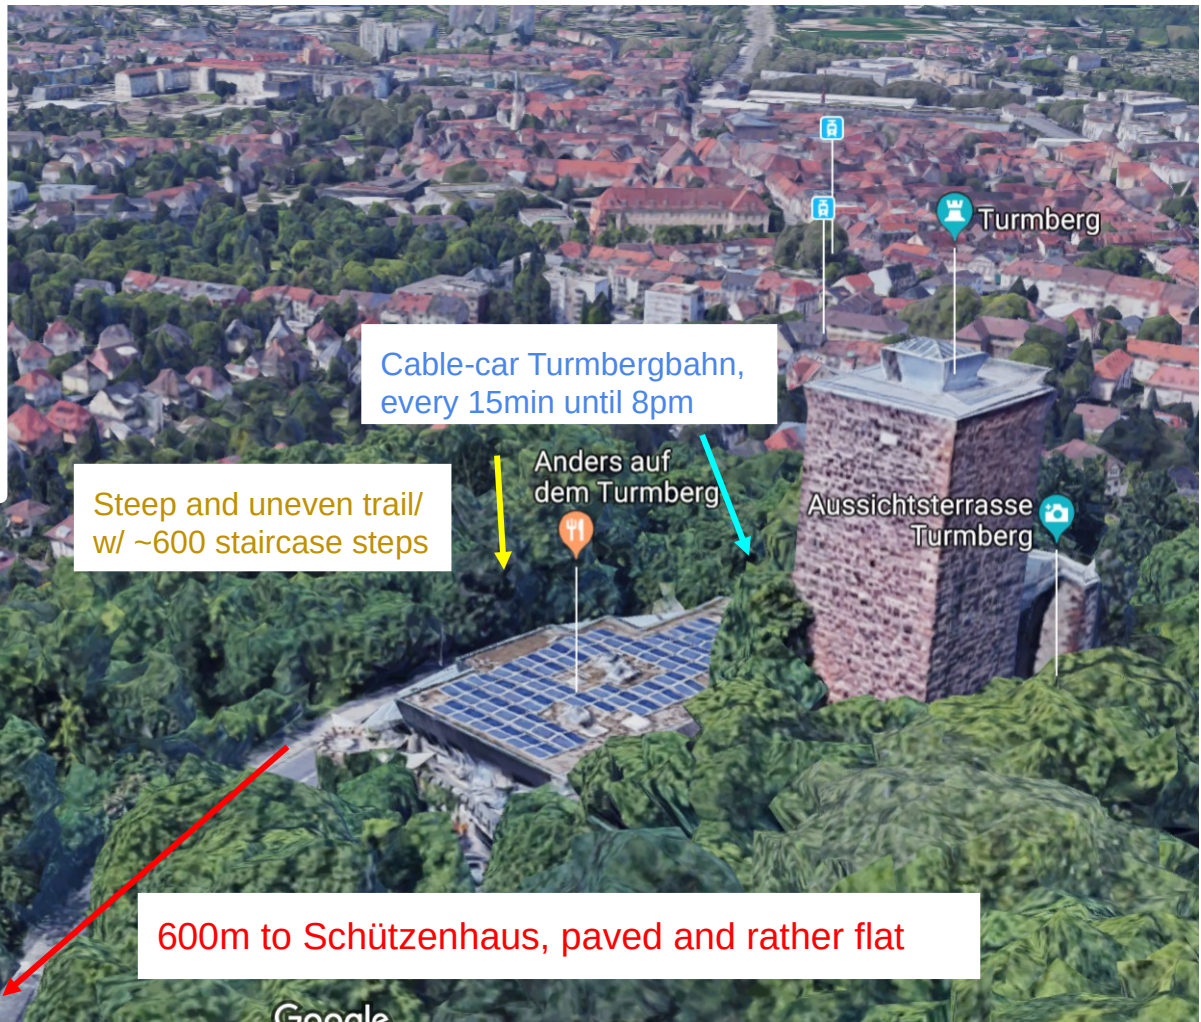 Turmberg
Cable-car Turmbergbahn,
every 15min until 8pm
Anders auf
dem Turmberg
Steep and uneven trail/
w/ ~600 staircase steps
Aussichtsterrasse
Turmberg
600m to Schützenhaus, paved and rather flat
Google